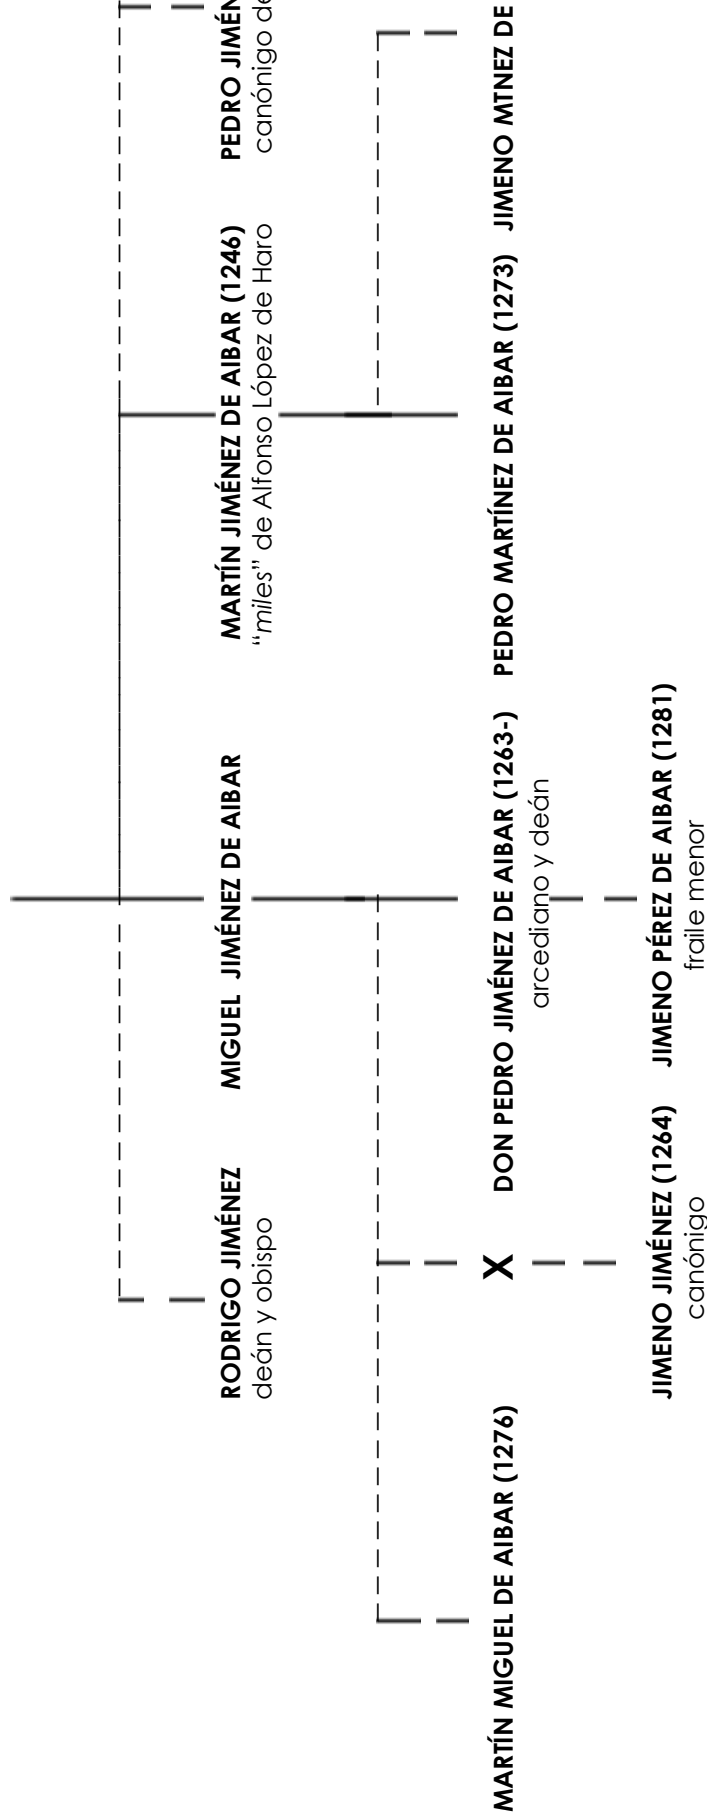 RODRIGO JIMÉNEZ
deán y obispo
MIGUEL JIMÉNEZ DE AIBAR
MARTÍN JIMÉNEZ DE AIBAR (1246)
“miles” de Alfonso López de Haro
PEDRO JIMÉN
canónigo de
MARTÍN MIGUEL DE AIBAR (1276)
X
DON PEDRO JIMÉNEZ DE AIBAR (1263-)
arcediano y deán
PEDRO MARTÍNEZ DE AIBAR (1273)
JIMENO MTNEZ DE
JIMENO JIMÉNEZ (1264)
canónigo
JIMENO PÉREZ DE AIBAR (1281)
fraile menor